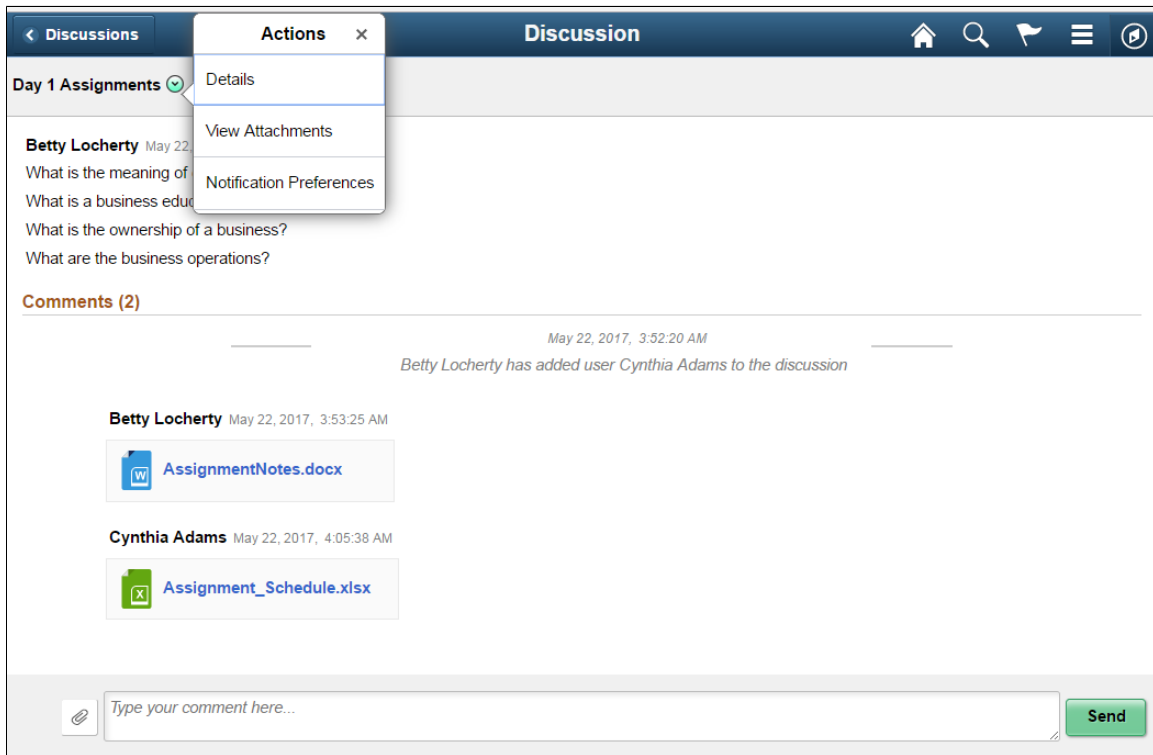 Discussions
Actions ×
Discussion
Day 1 Assignments
Details
View Attachments
Notification Preferences
Betty Locherty May 22,
What is the meaning of
What is a business
What is the ownership of a business?
What are the business operations?
Comments (2)
May 22, 2017, 3:52:20 AM
Betty Locherty has added user Cynthia Adams to the discussion
Betty Locherty May 22, 2017, 3:53:25 AM
W AssignmentNotes.docx
Cynthia Adams May 22, 2017, 4:05:38 AM
X Assignment_Schedule.xlsx
Type your comment here...
Send